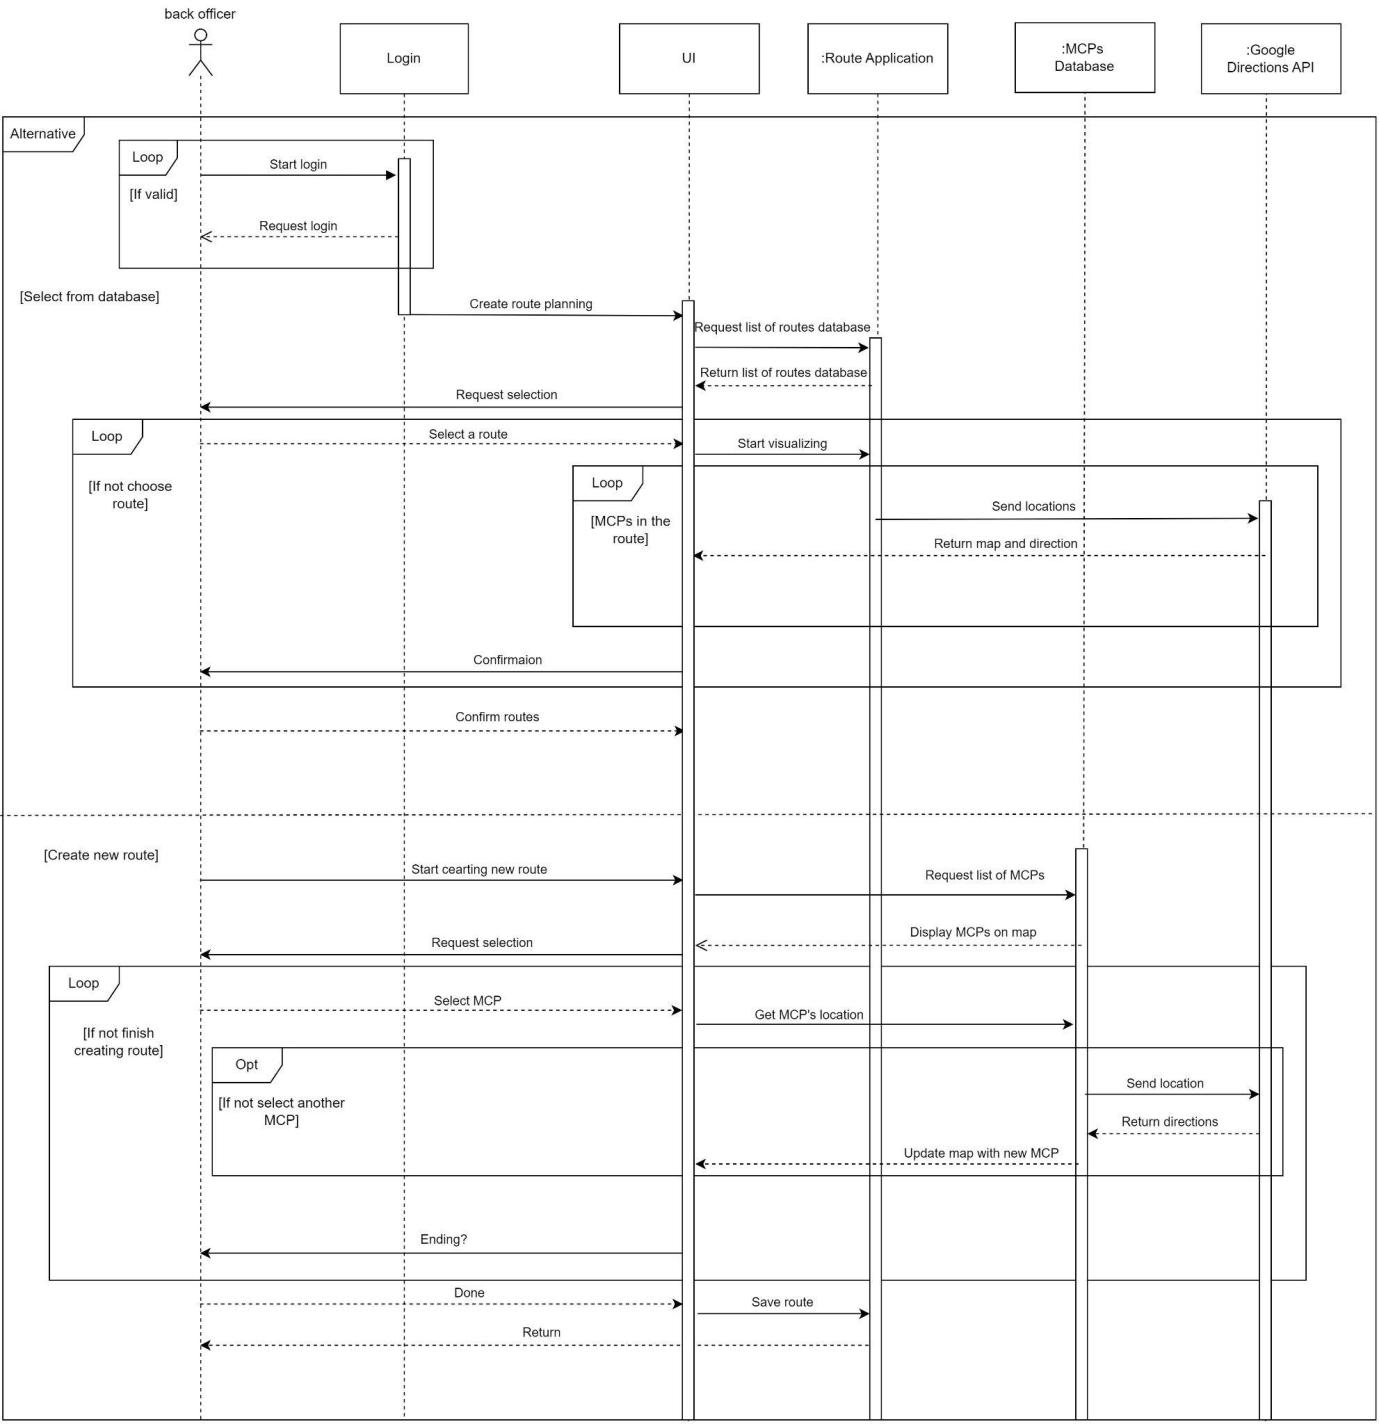 back officer
Login
UI
:Route Application
:MCPs
Database
:Google
Directions API
Alternative
Loop
Start login
[If valid]
Request login
[Select from database]
Create route planning
Request list of routes database
Return list of routes database
Request selection
Loop
Select a route
Start visualizing
[If not choose
route]
Loop
Send locations
[MCPs in the
route]
Return map and direction
Confirmaion
Confirm routes
[Create new route]
Start cearting new route
Request list of MCPs
Display MCPs on map
Request selection
Loop
Select MCP
Get MCP's location
[If not finish
creating route]
Opt
Send location
[If not select another
MCP]
Return directions
Update map with new MCP
Ending?
Done
Save route
Return